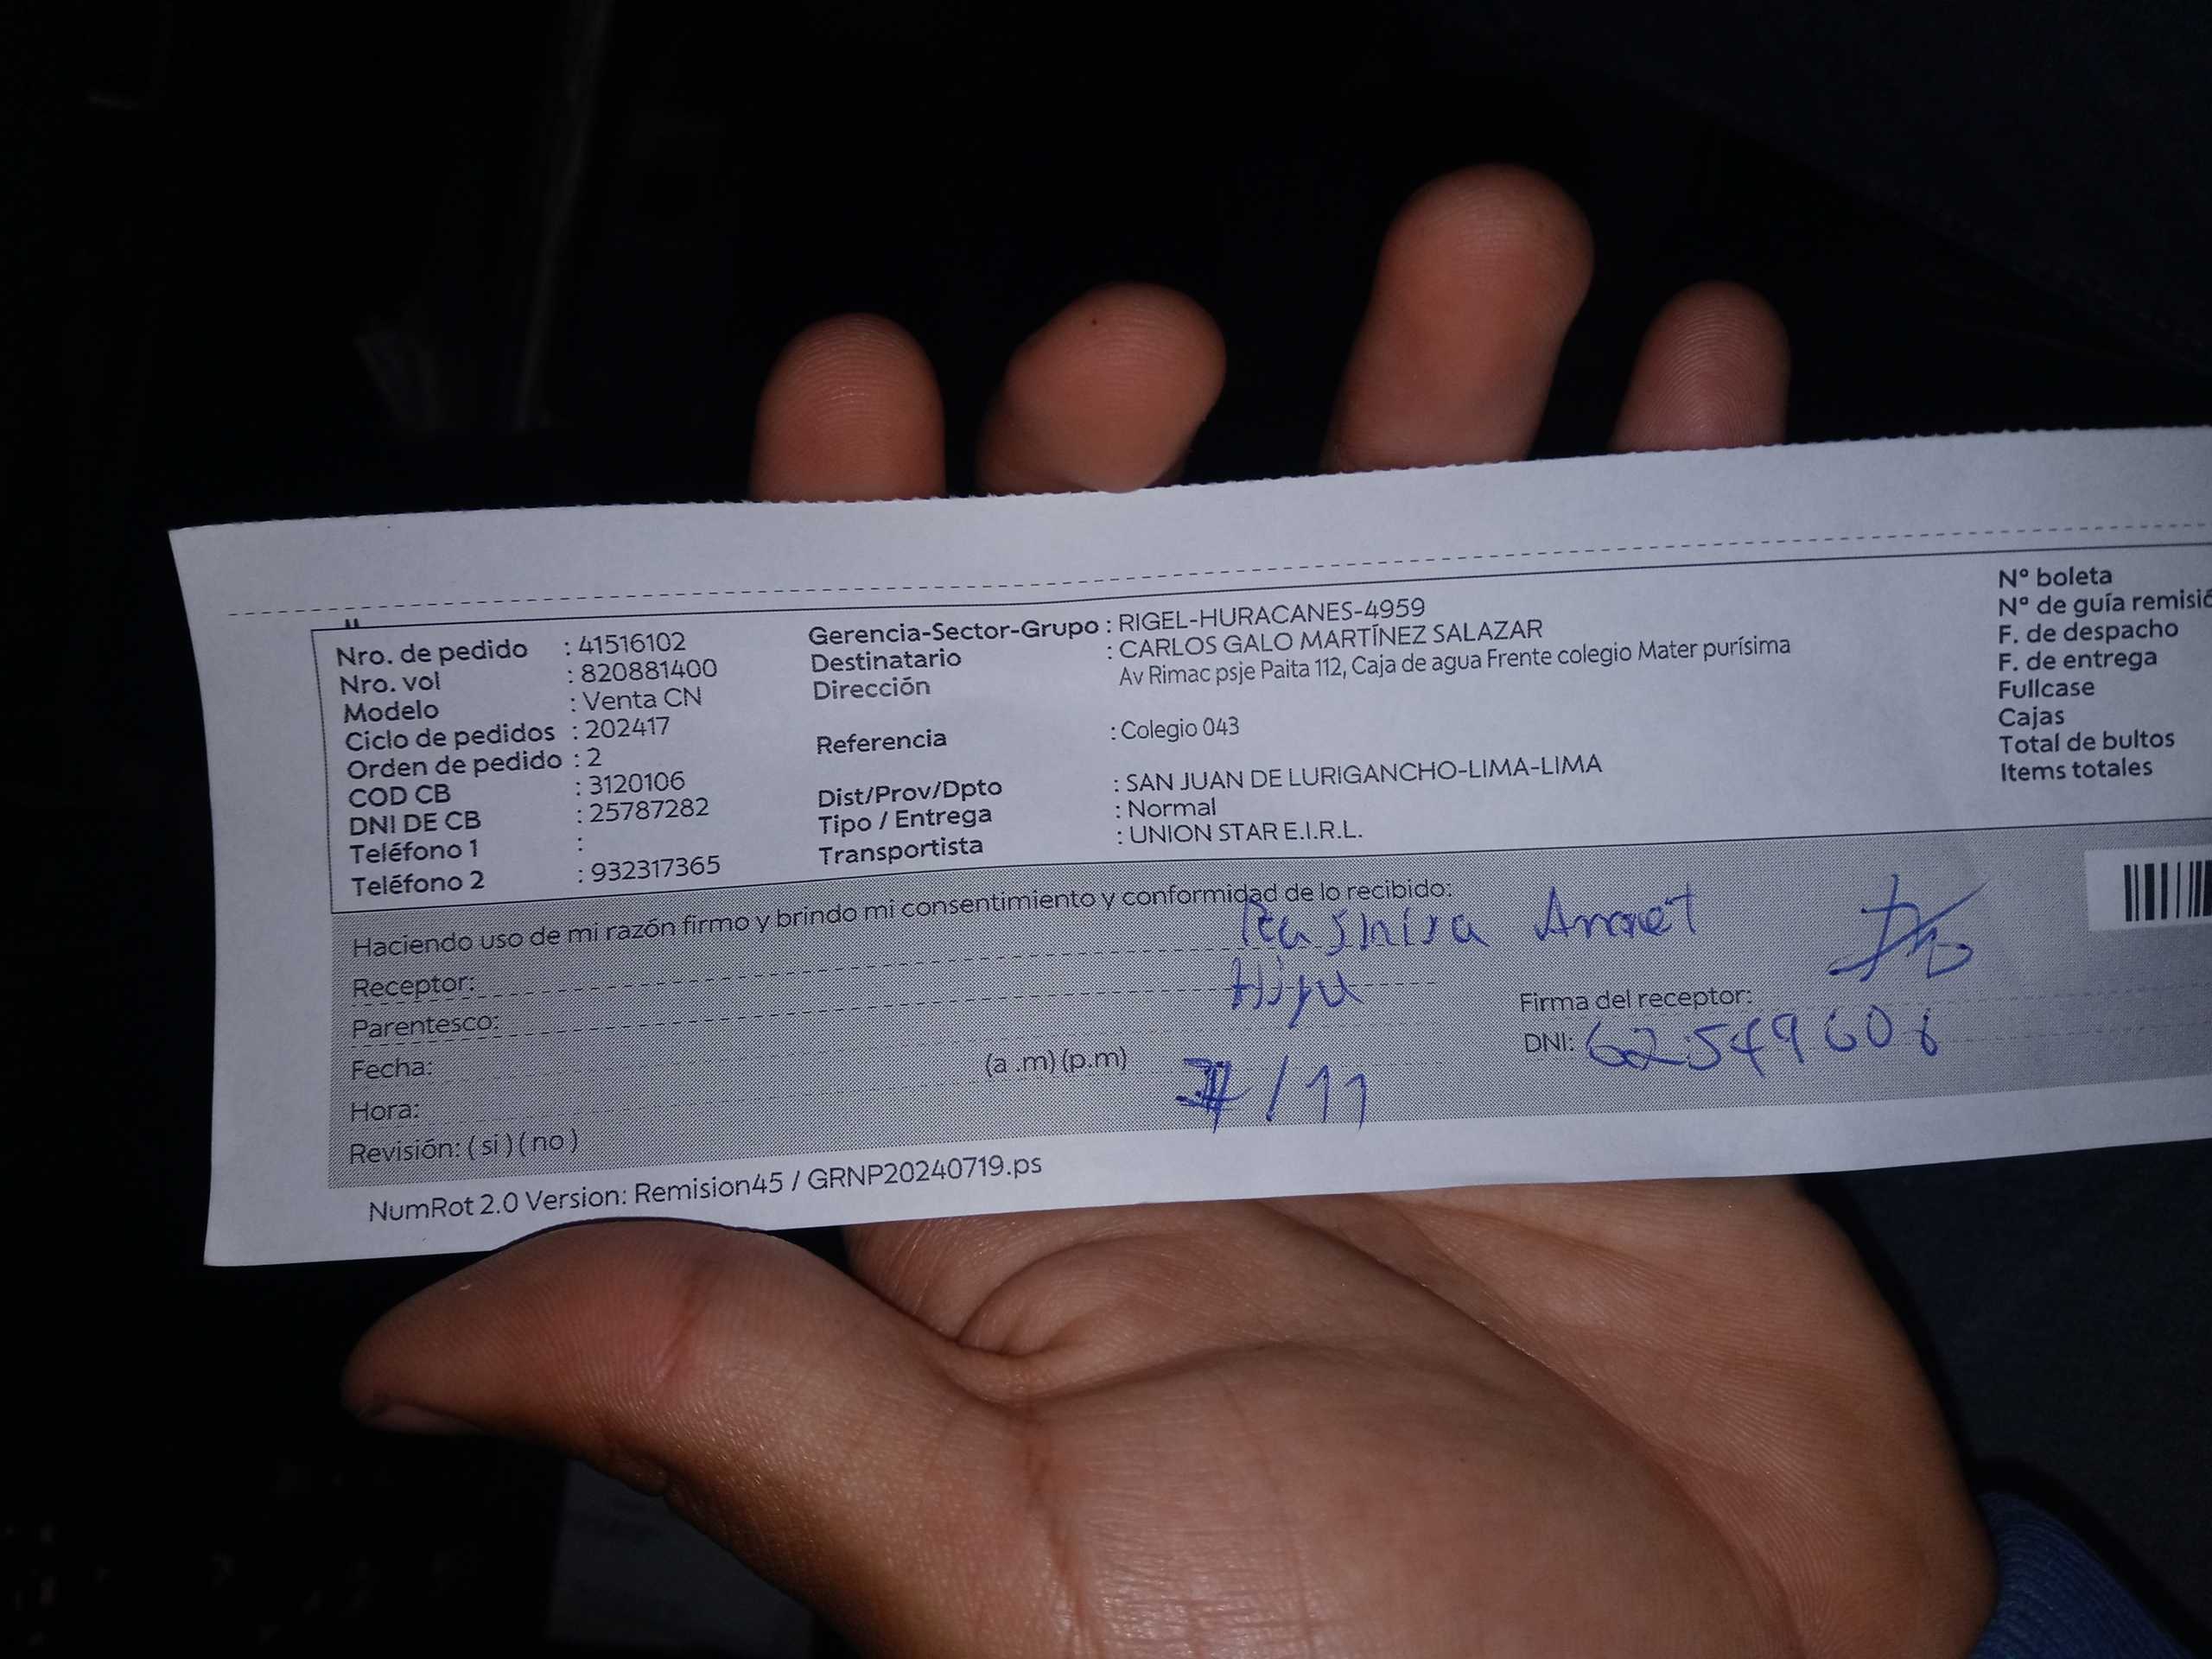 Nro. de pedido : 41516102
Nro. vol : 820881400
Modelo : Venta CN
Ciclo de pedidos : 202417
Orden de pedido : 2
COD CB : 3120106
DNI DE CB : 25787282
Teléfono 1 :
Teléfono 2 : 932317365
Gerencia-Sector-Grupo : RIGEL-HURACANES-4959
Destinatario : CARLOS GALO MARTÍNEZ SALAZAR
Dirección Av Rimac psje Paita 112, Caja de agua Frente colegio Mater purísima
Referencia : Colegio 043
Dist/Prov/Dpto : SAN JUAN DE LURIGANCHO-LIMA-LIMA
Tipo / Entrega : Normal
Transportista : UNION STAR E.I.R.L.
N° boleta
N° de guía remisió
F. de despacho
F. de entrega
Fullcase
Cajas
Total de bultos
Items totales
Haciendo uso de mi razón firmo y brindo mi consentimiento y conformidad de lo recibido:
Receptor:
Parentesco: Hija
Fecha:
(a .m) (p.m)
Hora: 7/11
Revisión: ( si ) ( no )
Firma del receptor:
DNI:
NumRot 2.0 Version: Remision45 / GRNP20240719.ps